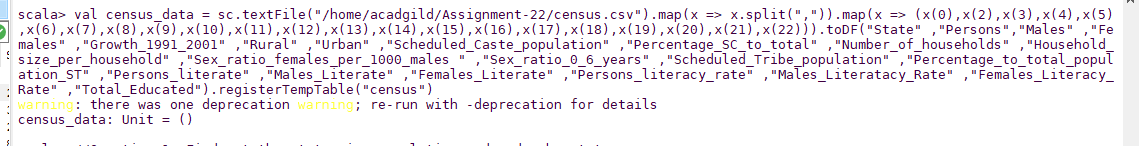 scala> val census_data = sc.textFile("/home/acadgild/Assignment-22/census.csv").map(x => x.split(",")).map(x => (x(0),x(2),x(3),x(4),x(5)
,x(6),x(7),x(8),x(9),x(10),x(11),x(12),x(13),x(14),x(15),x(16),x(17),x(18),x(19),x(20),x(21),x(22))).toDF("State" ,"Persons","Males" ,"Fe
males" ,"Growth_1991_2001" ,"Rural" ,"Urban" ,"Scheduled_Caste_population" ,"Percentage_SC_to_total" ,"Number_of_households" ,"Household_
size_per_household" ,"Sex_ratio_females_per_1000_males " ,"Sex_ratio_0_6_years" ,"Scheduled_Tribe_population" ,"Percentage_to_total_popul
ation_ST" ,"Persons_literate" ,"Males_Literate" ,"Females_Literate" ,"Persons_literacy_rate" ,"Males_Literatacy_Rate" ,"Females_Literacy_
Rate" ,"Total_Educated").registerTempTable("census")
warning: there was one deprecation warning; re-run with -deprecation for details
census_data: Unit = ()